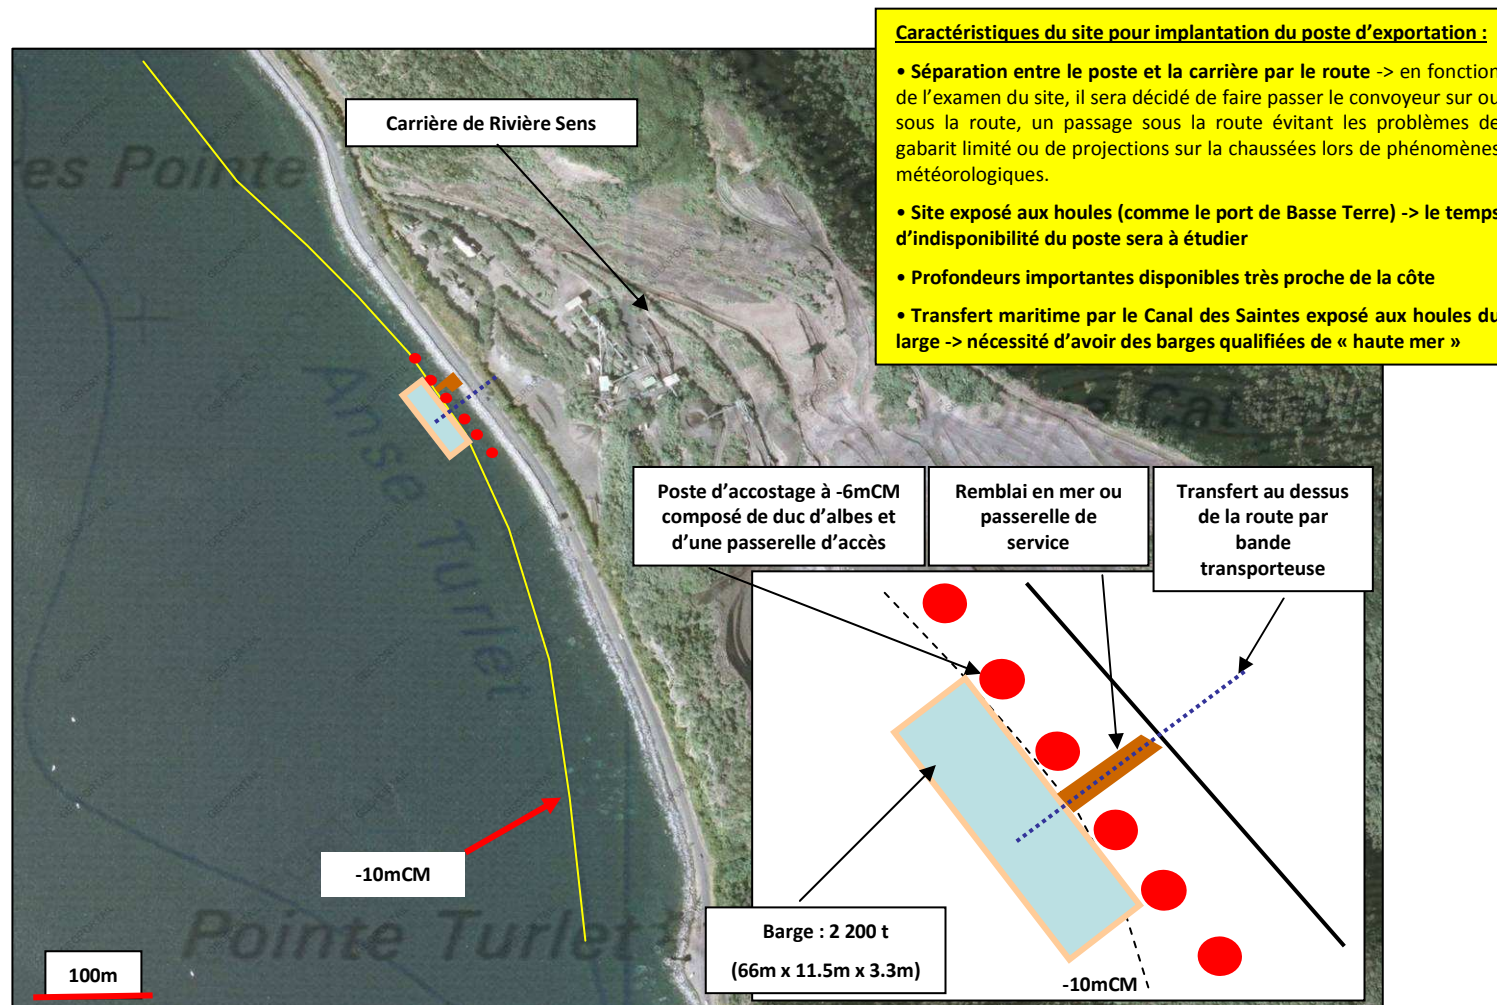 Caractéristiques du site pour implantation du poste d'exportation :
• Séparation entre le poste et la carrière par le route -> en fonction
de l'examen du site, il sera décidé de faire passer le convoyeur sur ou
sous la route, un passage sous la route évitant les problèmes de
gabarit limité ou de projections sur la chaussées lors de phénomènes
météorologiques.
• Site exposé aux houles (comme le port de Basse Terre) -> le temps
d'indisponibilité du poste sera à étudier
• Profondeurs importantes disponibles très proche de la côte
• Transfert maritime par le Canal des Saintes exposé aux houles du
large -> nécessité d'avoir des barges qualifiées de « haute mer »
Carrière de Rivière Sens
es Pointe
Anse Turlet
Poste d'accostage à -6mCM
composé de duc d'albes et
d'une passerelle d'accès
Remblai en mer ou
passerelle de
service
Transfert au dessus
de la route par
bande
transporteuse
-10mCM
Pointe Turlet
Barge : 2 200 t
(66m x 11.5m x 3.3m)
-10mCM
100m